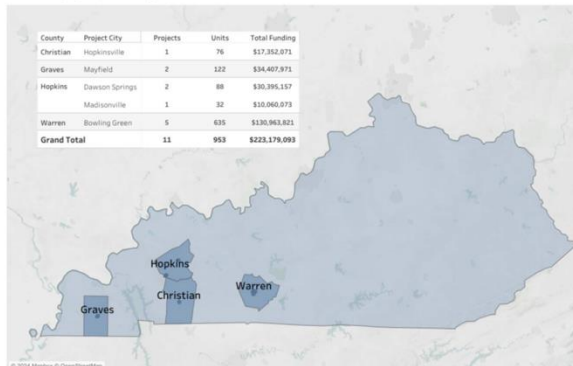 County Project City Projects Units Total Funding
Christian Hopkinsville 1 76 $17,352,071
Graves Mayfield 2 122 $34,407,971
Hopkins Dawson Springs 2 88 $30,395,157
Madisonville 1 32 $10,060,073
Warren Bowling Green 5 635 $130,963,821
Grand Total 11 953 $223,179,093
Hopkins
Christian
Warren
Graves